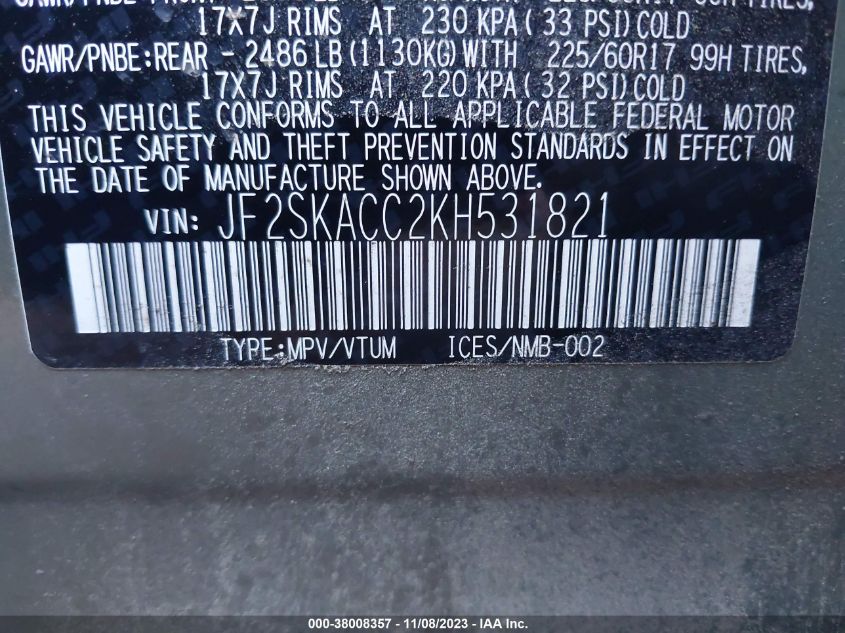 17X7J RIMS AT 230 KPA(33 PSI)COLD
GAWR/PNBE:REAR - 2486 LB(1130KG)WITH 225/60R17 99H TIRES,
17X7J RIMS AT 220 KPA(32 PSI)COLD
THIS VEHICLE CONFORMS TO ALL APPLICABLE FEDERAL MOTOR
VEHICLE SAFETY AND THEFT PREVENTION STANDARDS IN EFFECT ON
THE DATE OF MANUFACTURE SHOWN ABOVE.
VIN: JF2SKACC2KH531821
TYPE:MPV/VTUM ICES/NMB-002
000-38008357 - 11/08/2023 - IAA Inc.